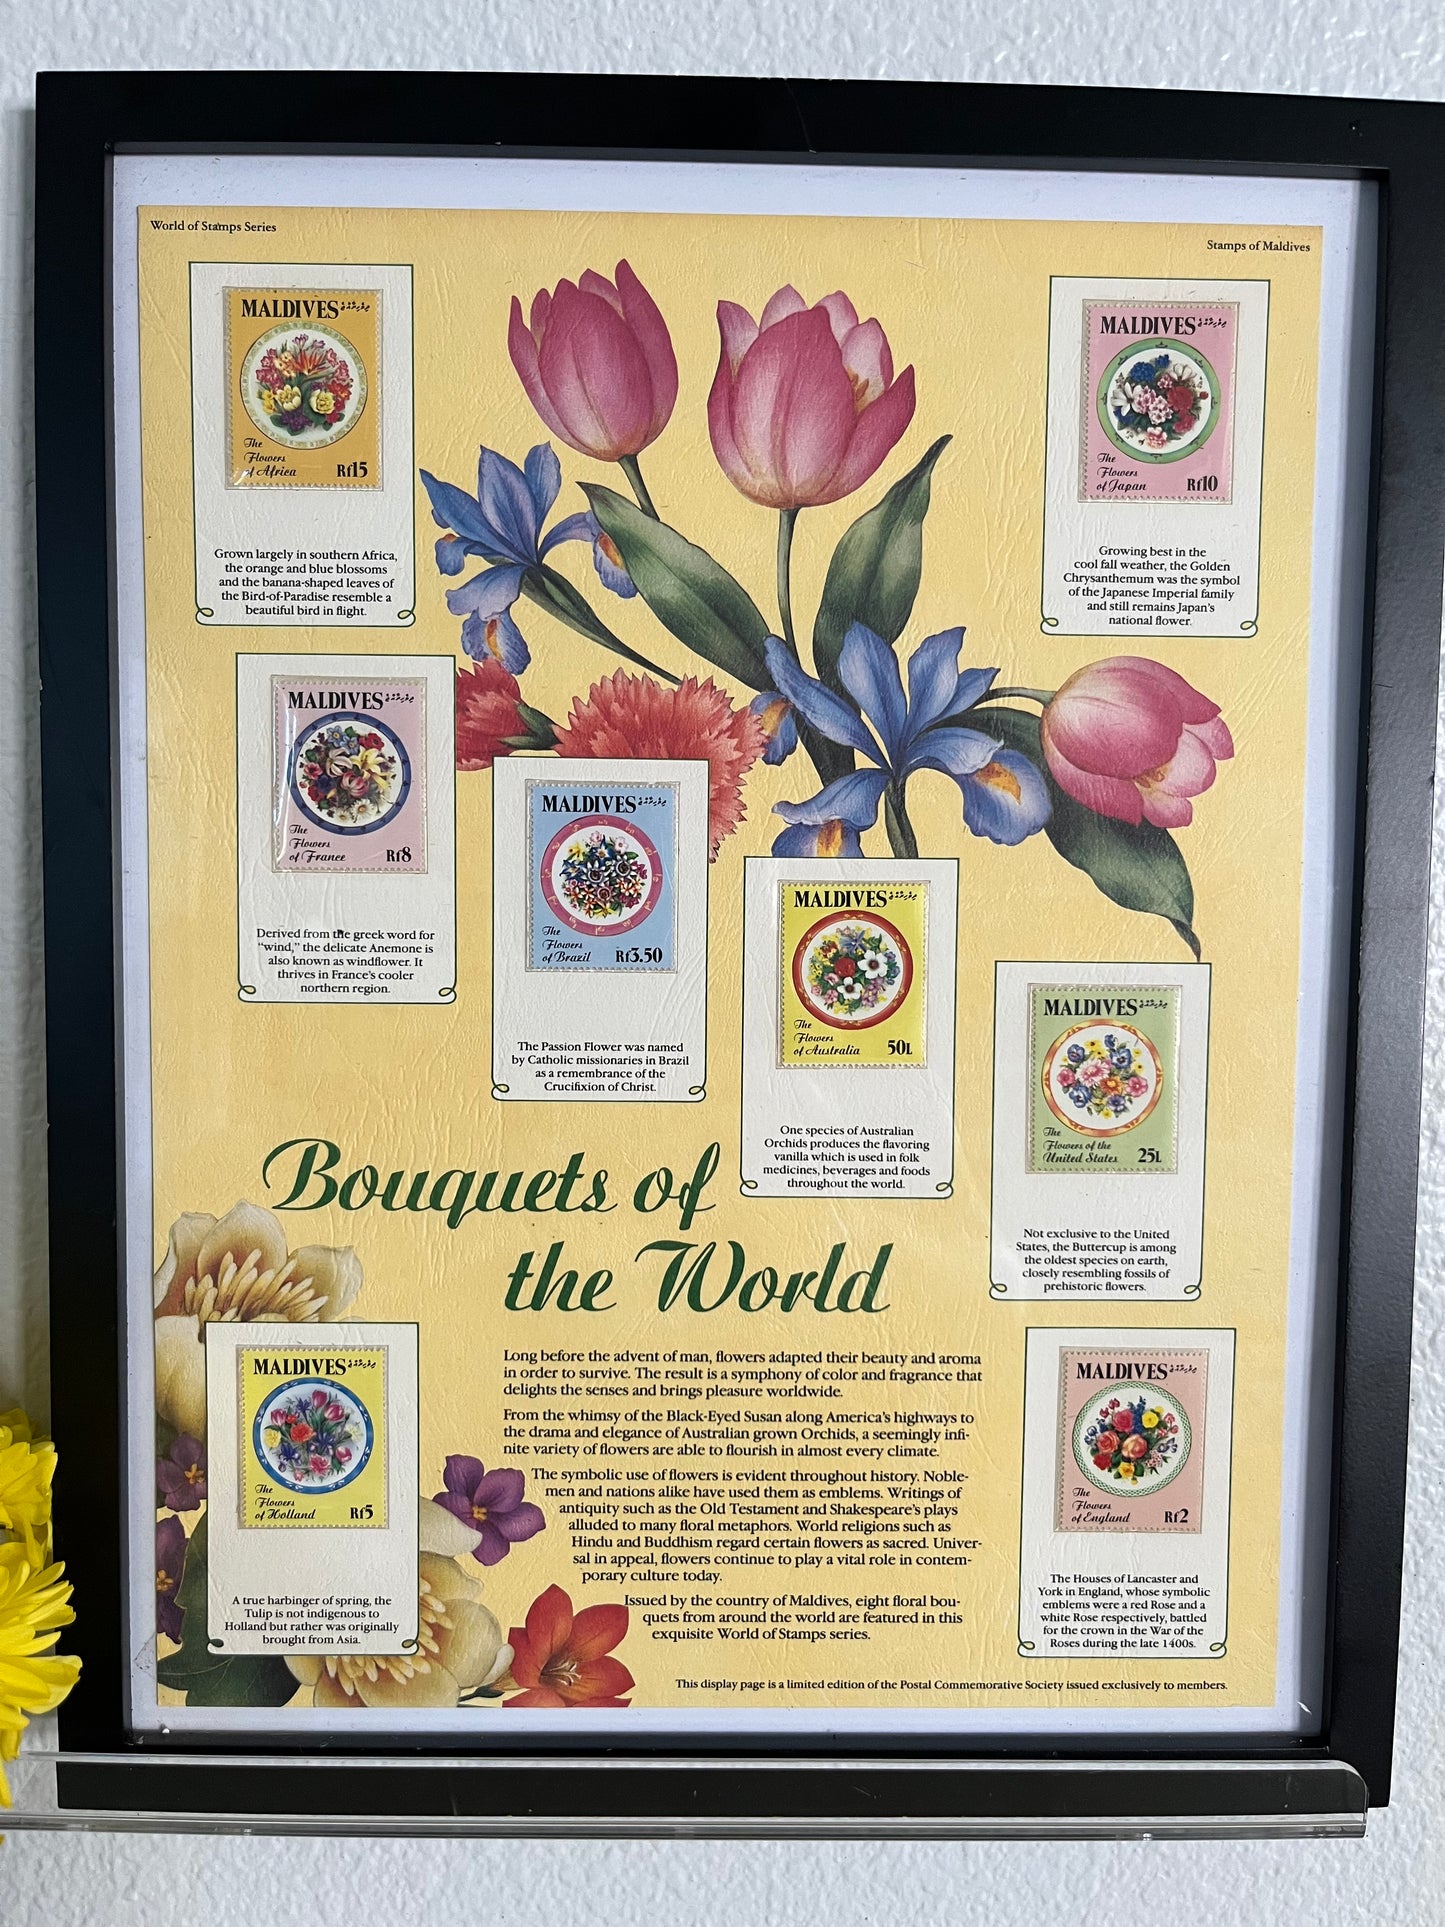 World of Stamps Series
Stamps of Maldives
MALDIVES
The
Flowers
of Africa
Rf15
Grown largely in southern Africa,
the orange and blue blossoms
and the banana-shaped leaves of
the Bird-of-Paradise resemble a
beautiful bird in flight.
MALDIVES
The
Flowers
of Japan
Rf10
Growing best in the
cool fall weather, the Golden
Chrysanthemum was the symbol
of the Japanese Imperial family
and still remains Japan's
national flower.
MALDIVES
The
Flowers
of France
Rf8
Derived from the greek word for
“wind,” the delicate Anemone is
also known as windflower. It
thrives in France's cooler
northern region.
MALDIVES
The
Flowers
of Brazil
Rf3.50
The Passion Flower was named
by Catholic missionaries in Brazil
as a remembrance of the
Crucifixion of Christ.
MALDIVES
The
Flowers
of Australia
50L
One species of Australian
Orchids produces the flavoring
vanilla which is used in folk
medicines, beverages and foods
throughout the world.
MALDIVES
The
Flowers of the
United States
25L
Not exclusive to the United
States, the Buttercup is among
the oldest species on earth,
closely resembling fossils of
prehistoric flowers.
Bouquets of
the World
MALDIVES
The
Flowers
of Holland
Rf5
A true harbinger of spring, the
Tulip is not indigenous to
Holland but rather was originally
brought from Asia.
Long before the advent of man, flowers adapted their beauty and aroma
in order to survive. The result is a symphony of color and fragrance that
delights the senses and brings pleasure worldwide.
From the whimsy of the Black-Eyed Susan along America's highways to
the drama and elegance of Australian grown Orchids, a seemingly infi-
nite variety of flowers are able to flourish in almost every climate.
The symbolic use of flowers is evident throughout history. Noble-
men and nations alike have used them as emblems. Writings of
antiquity such as the Old Testament and Shakespeare's plays
alluded to many floral metaphors. World religions such as
Hindu and Buddhism regard certain flowers as sacred. Univer-
sal in appeal, flowers continue to play a vital role in contem-
porary culture today.
Issued by the country of Maldives, eight floral bou-
quets from around the world are featured in this
exquisite World of Stamps series.
MALDIVES
The
Flowers
of England
Rf2
The Houses of Lancaster and
York in England, whose symbolic
emblems were a red Rose and a
white Rose respectively, battled
for the crown in the War of the
Roses during the late 1400s.
This display page is a limited edition of the Postal Commemorative Society issued exclusively to members.